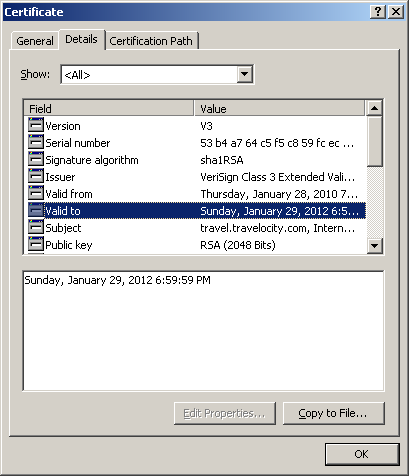 Certificate
General Details Certification Path
Show: <All>
Field Value
Version V3
Serial number 53 b4 a7 64 c5 f5 c8 59 fc ec ...
Signature algorithm sha1RSA
Issuer VeriSign Class 3 Extended Vali...
Valid from Thursday, January 28, 2010 7...
Valid to Sunday, January 29, 2012 6:5...
Subject travel.travelocity.com, Intern...
Public key RSA (2048 Bits)
Sunday, January 29, 2012 6:59:59 PM
Edit Properties... Copy to File...
OK